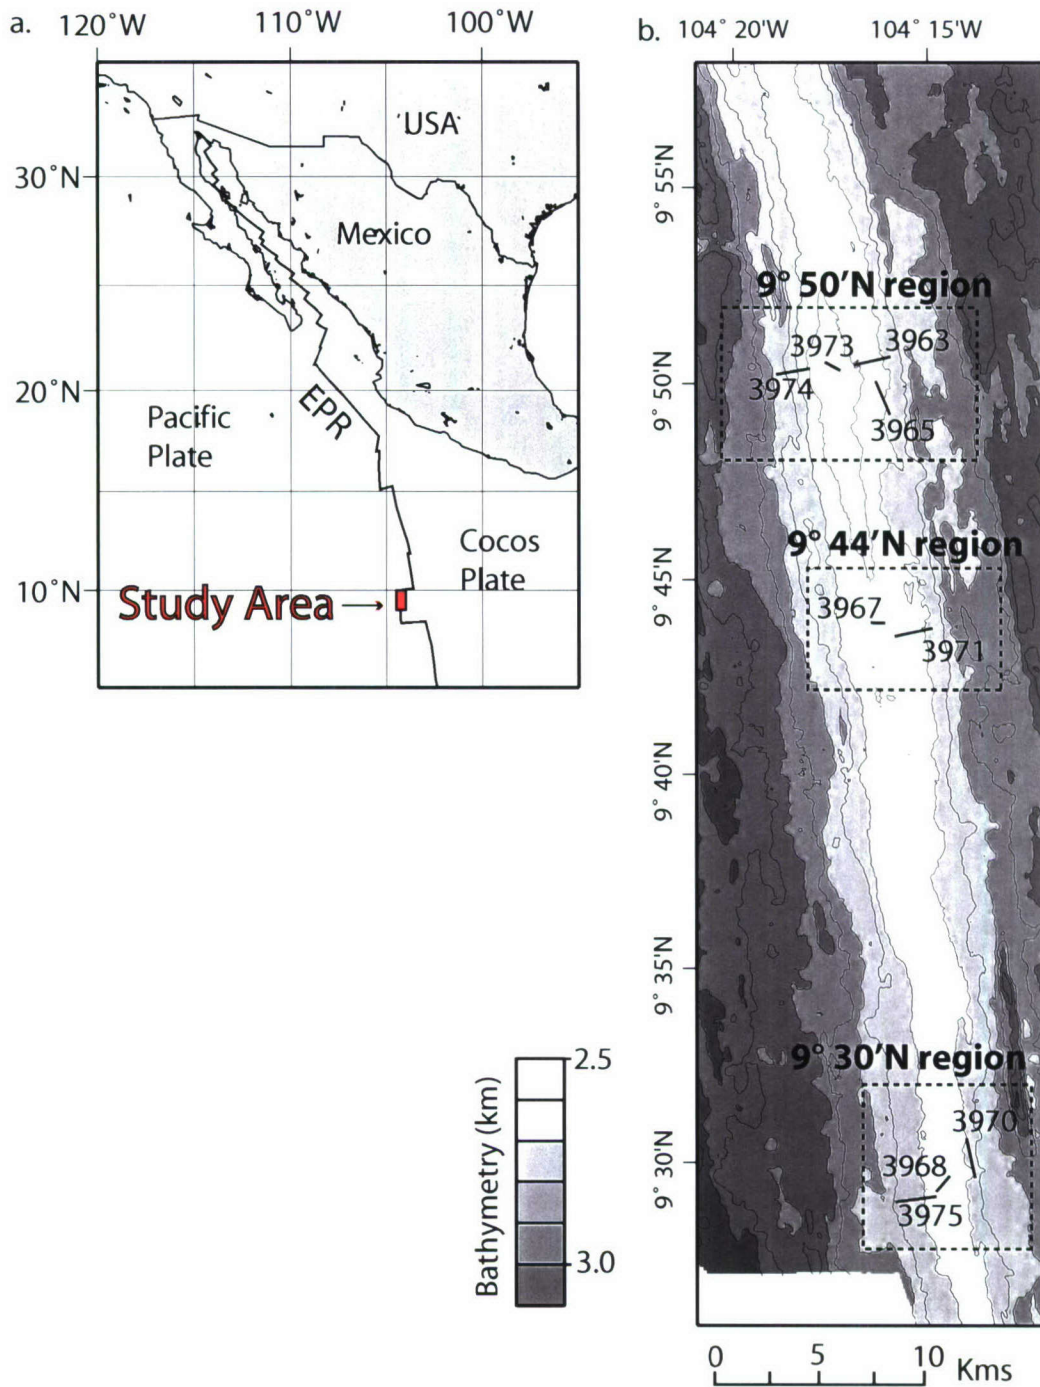 a.
120°W
110°W
100°W
30°N
20°N
10°N
USA
Mexico
EPR
Pacific
Plate
Cocos
Plate
Study Area
b.
104° 20'W
104° 15'W
9° 55'N
9° 50'N
9° 45'N
9° 40'N
9° 35'N
9° 30'N
9° 50'N region
3973
3963
3974
3965
9° 44'N region
3967
3971
9° 30'N region
3970
3968
3975
Bathymetry (km)
2.5
3.0
0
5
10
Kms